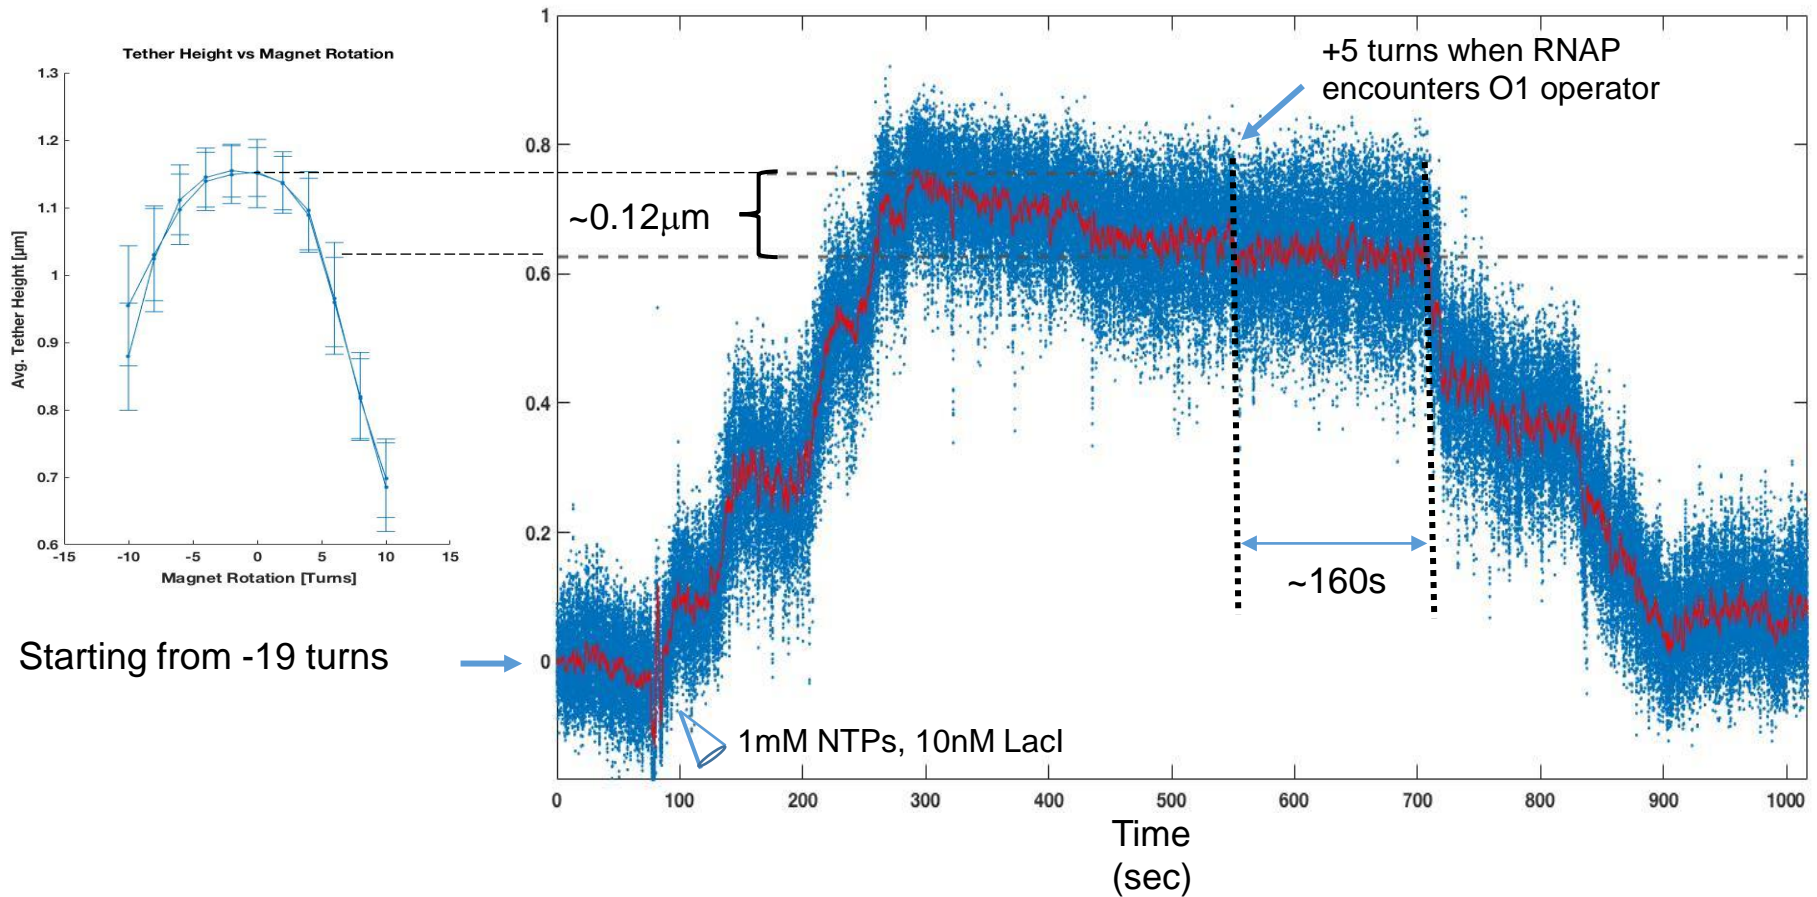 Tether Height vs Magnet Rotation
1.3
1.2
1.1
1
0.9
0.8
0.7
0.6
Avg. Tether Height [µm]
-15
-10
-5
0
5
10
15
Magnet Rotation [Turns]
1
0.8
0.6
0.4
0.2
0
+5 turns when RNAP
encounters O1 operator
~0.12µm
~160s
Starting from -19 turns
1mM NTPs, 10nM LacI
0
100
200
300
400
500
600
700
800
900
1000
Time
(sec)